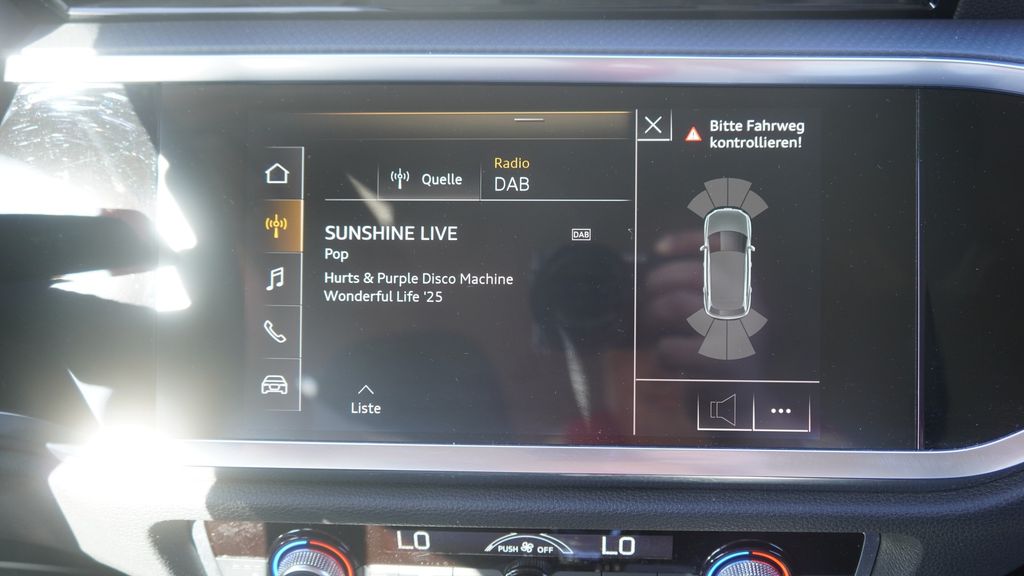 Bitte Fahrweg
kontrollieren!
Quelle
Radio
DAB
SUNSHINE LIVE
DAB
Pop
Hurts & Purple Disco Machine
Wonderful Life '25
Liste
LO
PUSH OFF
LO